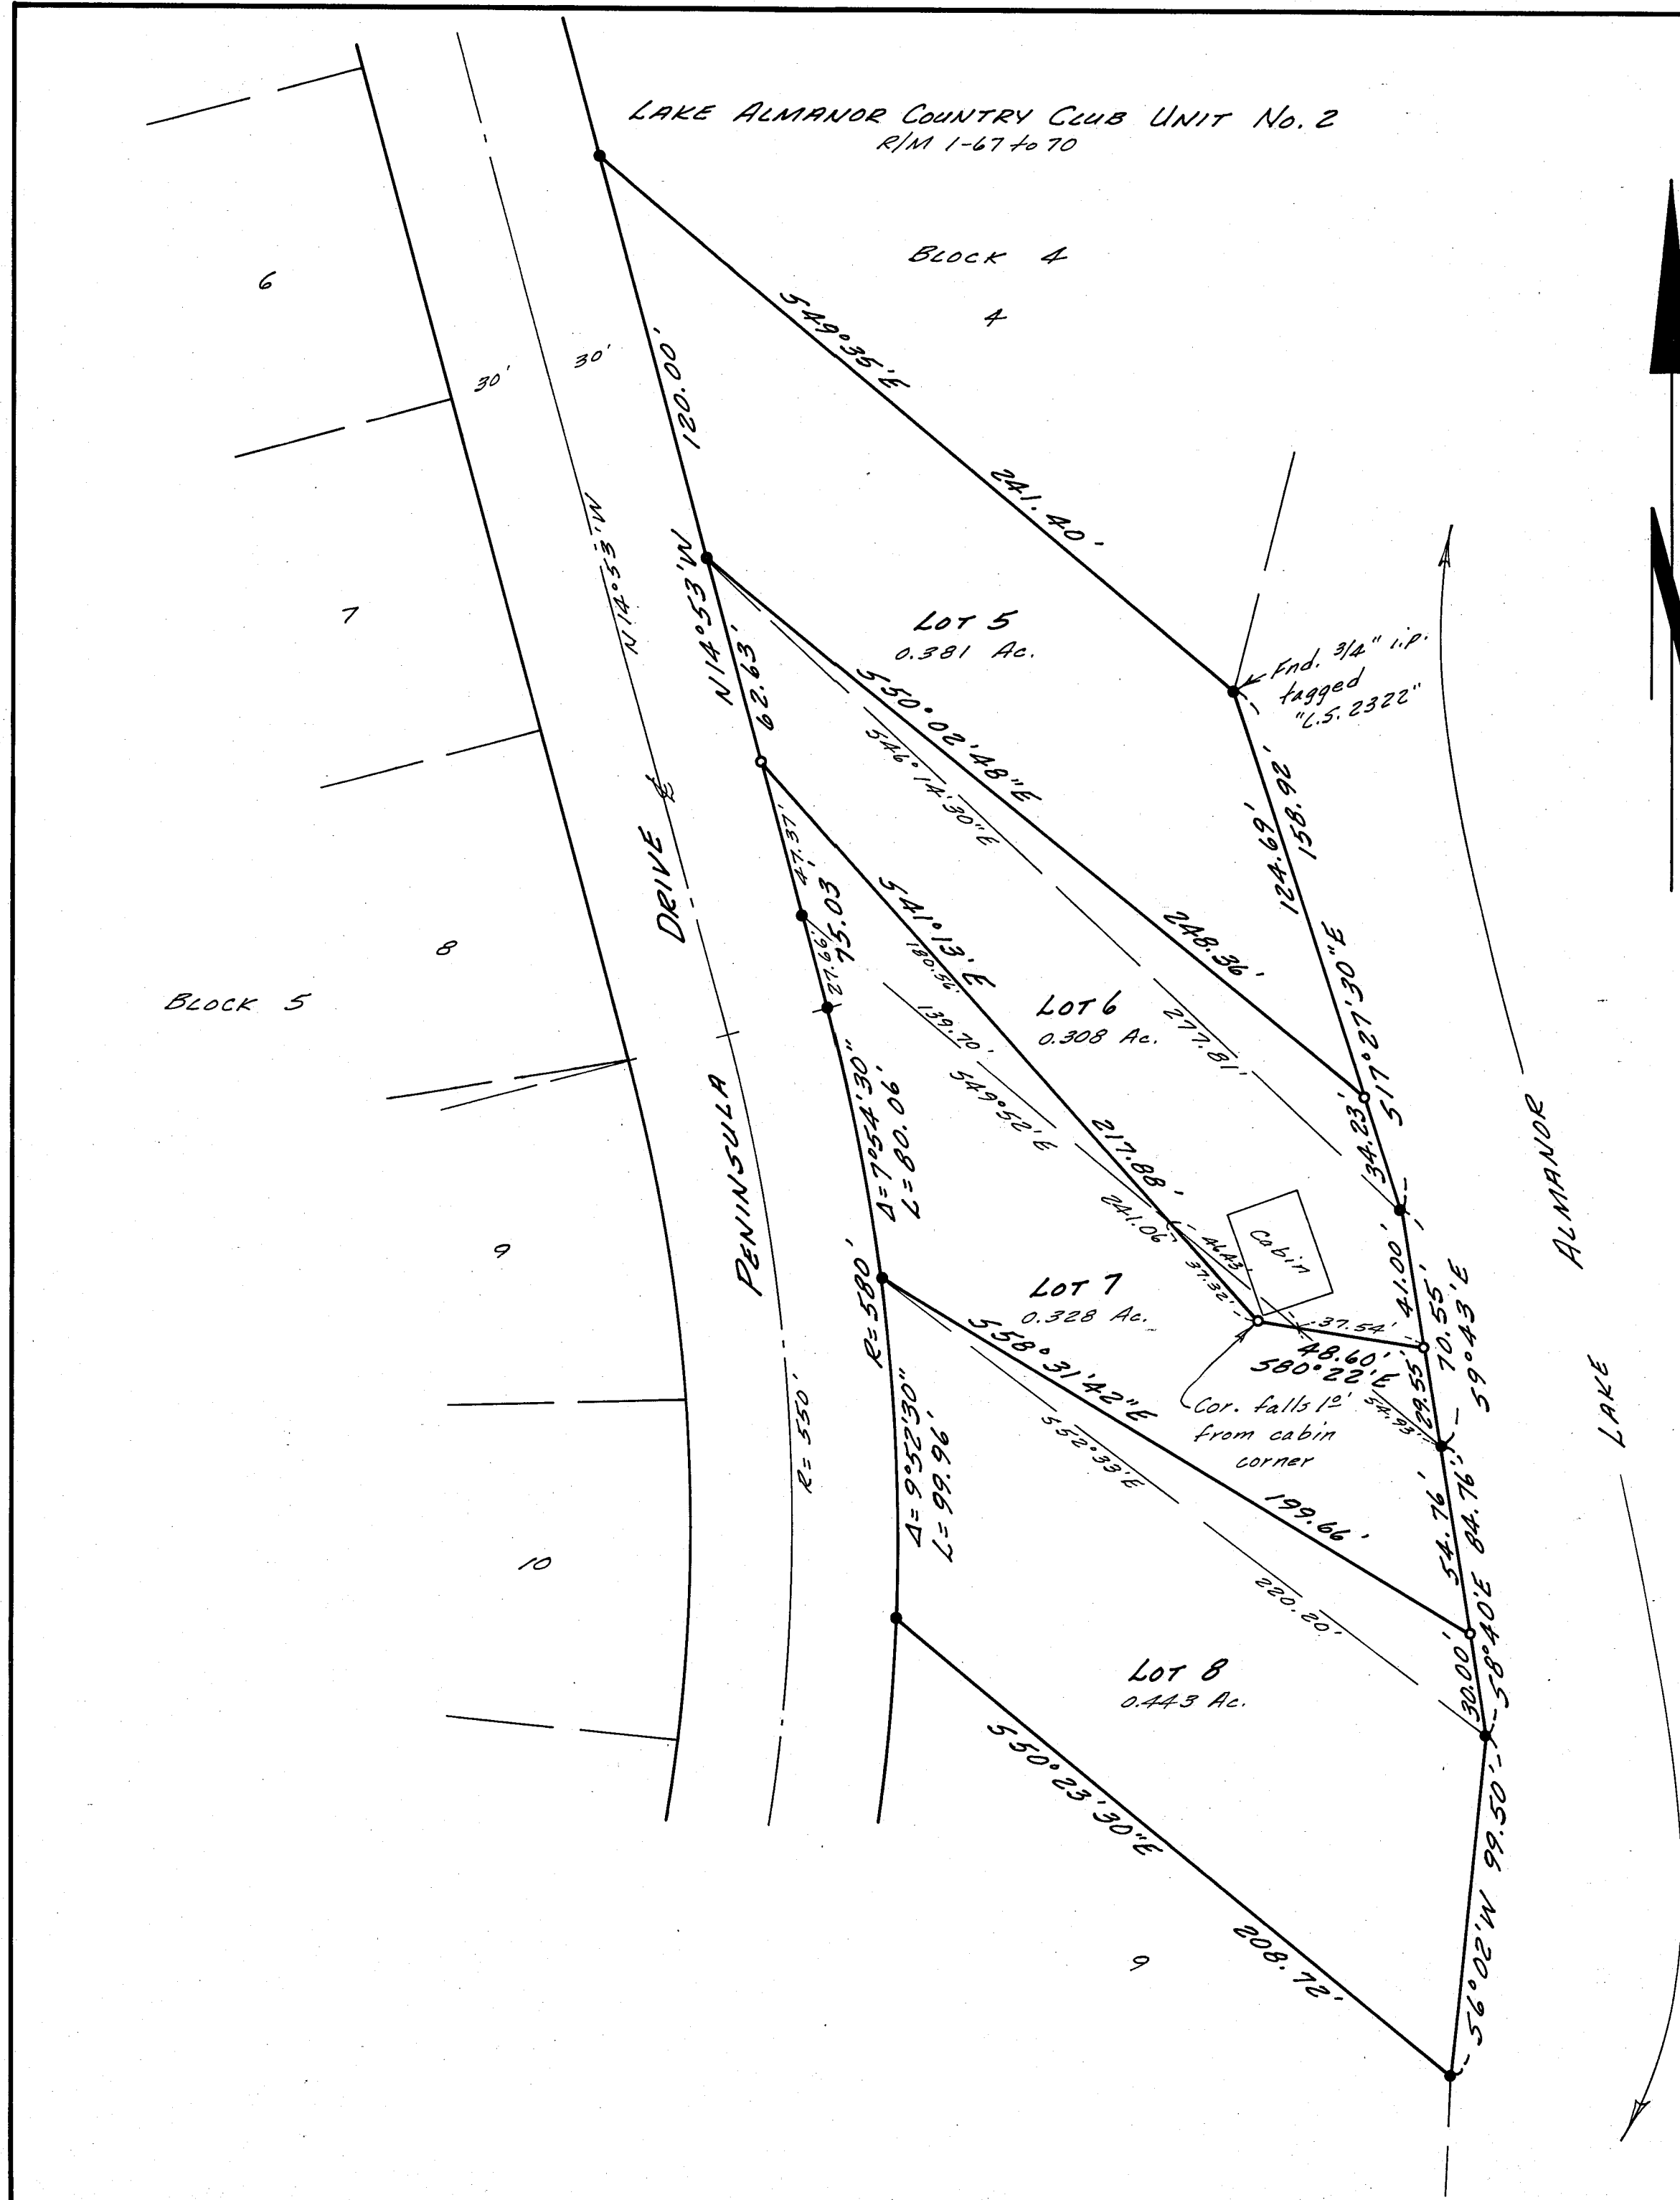 LAKE ALMANOR COUNTRY CLUB UNIT No. 2
R/M 1-67 to 70
BLOCK 4
4
6
30'
30'
120.00'
S49°35'E
241.40'
N14°53'W
N14°53'W
62.63'
7
LOT 5
0.381 Ac.
Fnd. 3/4" i.p.
tagged
"L.S. 2322"
S50°02'48"E
248.36'
S46°14'30"E
277.81'
124.69'
158.92'
S17°27'30"E
34.23'
DRIVE ℄
PENINSULA
47.37'
75.03'
27.66'
S41°13'E
180.56'
217.88'
37.32'
8
BLOCK 5
LOT 6
0.308 Ac.
139.70'
S49°52'E
241.06'
46.43'
54.93'
Δ=7°54'30"
L=80.06'
Cabin
41.00'
70.55'
S9°43'E
29.55'
9
LOT 7
0.328 Ac.
37.54'
48.60'
S80°22'E
Cor. falls 1º'
from cabin
corner
R=580'
R=550'
S58°31'42"E
199.66'
S52°33'E
220.20'
Δ=9°52'30"
L=99.96'
54.76'
84.76'
S8°40'E
30.00'
10
LOT 8
0.443 Ac.
S50°23'30"E
208.72'
S6°02'W 99.50'
9
LAKE ALMANOR
N